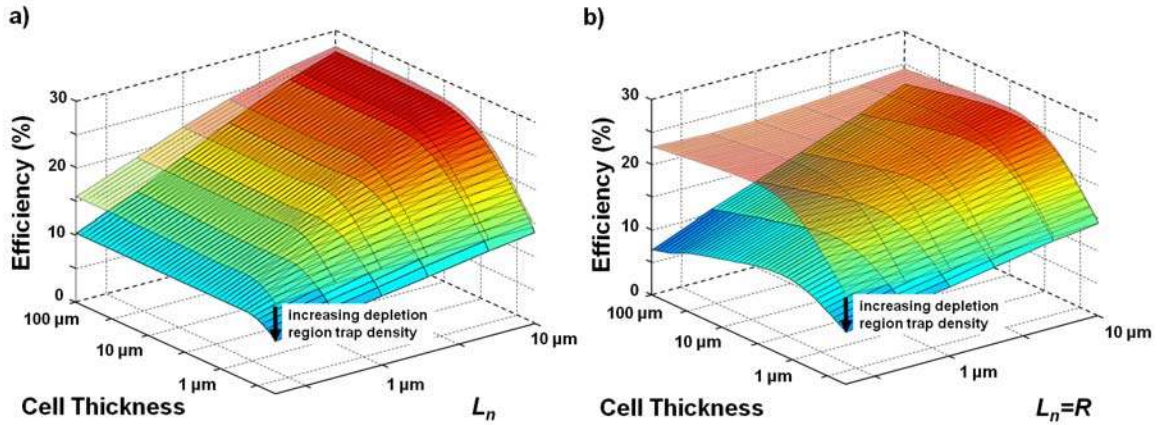 a)
Efficiency (%)
30
20
10
0
100 µm
10 µm
1 µm
Cell Thickness
increasing depletion
region trap density
10 µm
1 µm
Ln
b)
Efficiency (%)
30
20
10
0
100 µm
10 µm
1 µm
Cell Thickness
increasing depletion
region trap density
10 µm
1 µm
Ln=R